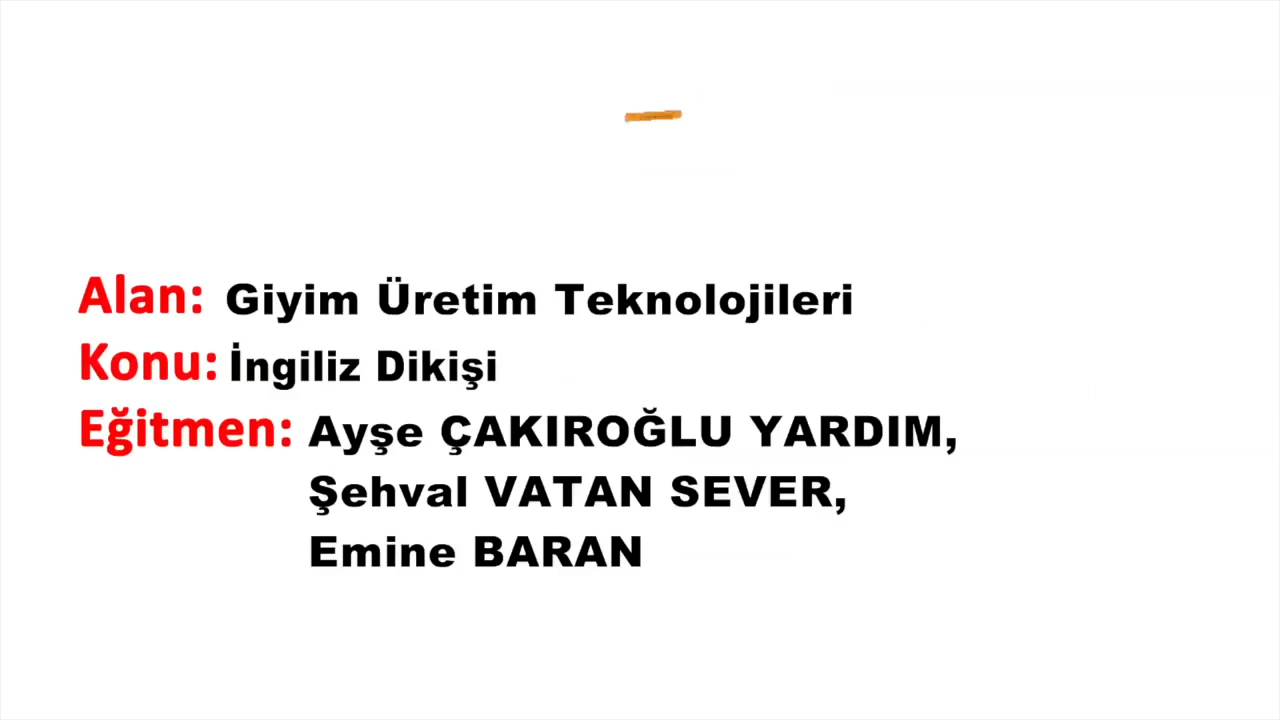 Alan: Giyim Üretim Teknolojileri
Konu: İngiliz Dikişi
Eğitmen: Ayşe ÇAKIROĞLU YARDIM,
Şehval VATAN SEVER,
Emine BARAN